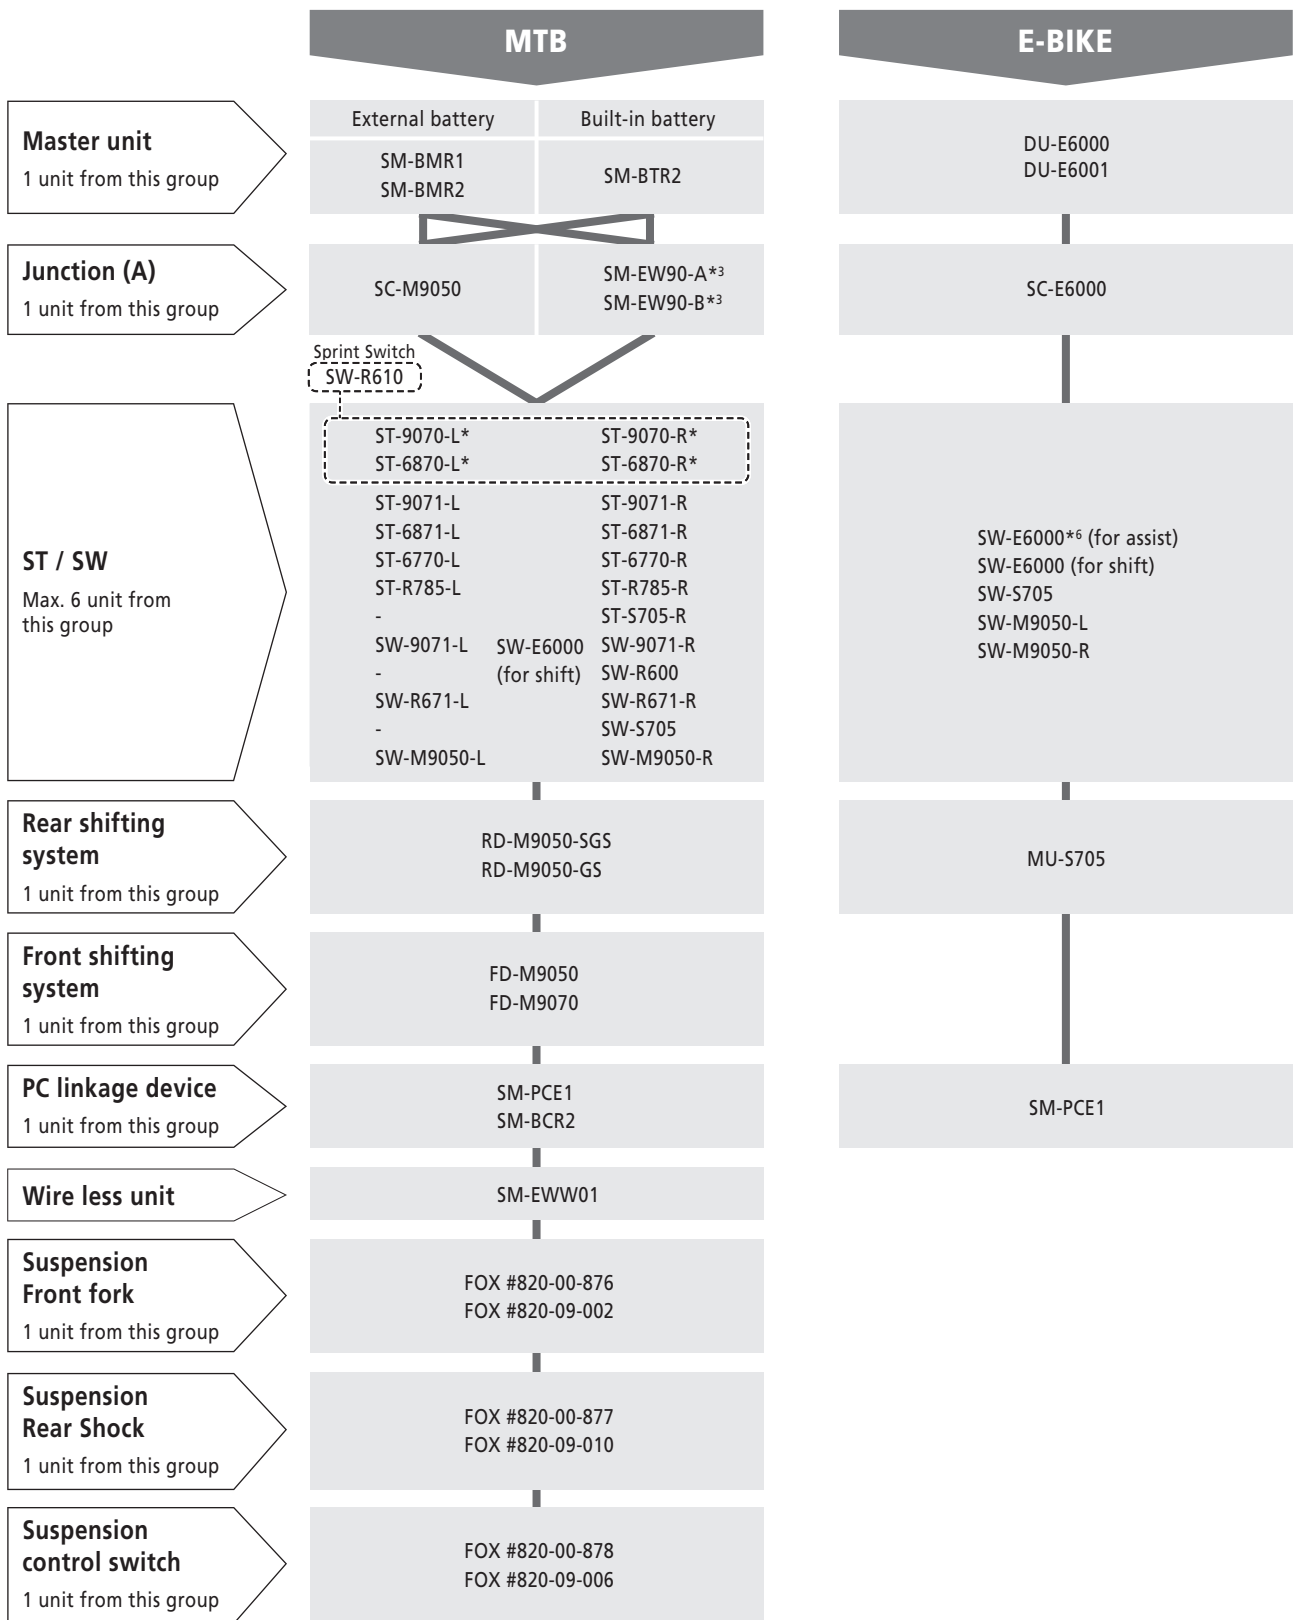 MTB
E-BIKE
Master unit
1 unit from this group
External battery
Built-in battery
SM-BMR1
SM-BMR2
SM-BTR2
DU-E6000
DU-E6001
Junction (A)
1 unit from this group
SC-M9050
SM-EW90-A*3
SM-EW90-B*3
SC-E6000
Sprint Switch
SW-R610
ST / SW
Max. 6 unit from
this group
ST-9070-L* ST-9070-R*
ST-6870-L* ST-6870-R*
ST-9071-L ST-9071-R
ST-6871-L ST-6871-R
ST-6770-L ST-6770-R
ST-R785-L ST-R785-R
- ST-S705-R
SW-9071-L SW-E6000 SW-9071-R
- (for shift) SW-R600
SW-R671-L SW-R671-R
- SW-S705
SW-M9050-L SW-M9050-R
SW-E6000*6 (for assist)
SW-E6000 (for shift)
SW-S705
SW-M9050-L
SW-M9050-R
Rear shifting
system
1 unit from this group
RD-M9050-SGS
RD-M9050-GS
MU-S705
Front shifting
system
1 unit from this group
FD-M9050
FD-M9070
PC linkage device
1 unit from this group
SM-PCE1
SM-BCR2
SM-PCE1
Wire less unit
SM-EWW01
Suspension
Front fork
1 unit from this group
FOX #820-00-876
FOX #820-09-002
Suspension
Rear Shock
1 unit from this group
FOX #820-00-877
FOX #820-09-010
Suspension
control switch
1 unit from this group
FOX #820-00-878
FOX #820-09-006